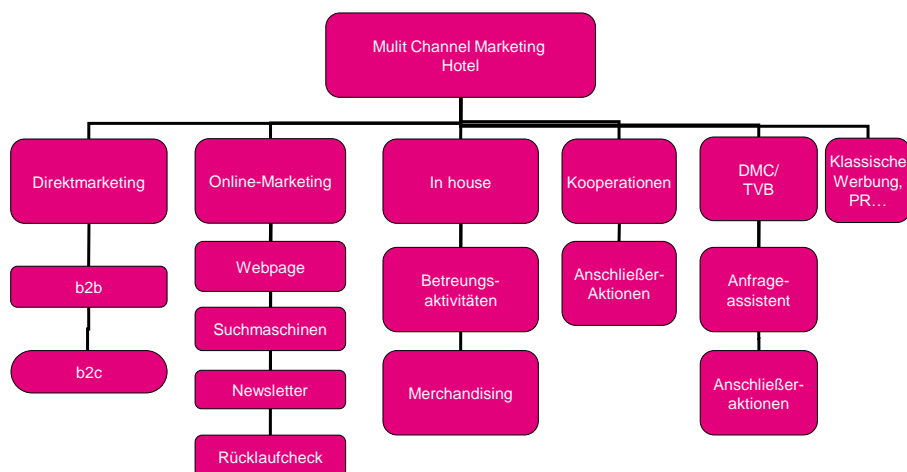 Mulit Channel Marketing
Hotel
Direktmarketing
Online-Marketing
In house
Kooperationen
DMC/
TVB
Klassische
Werbung,
PR…
b2b
b2c
Webpage
Suchmaschinen
Newsletter
Rücklaufcheck
Betreungs-
aktivitäten
Merchandising
Anschließer-
Aktionen
Anfrage-
assistent
Anschließer-
aktionen